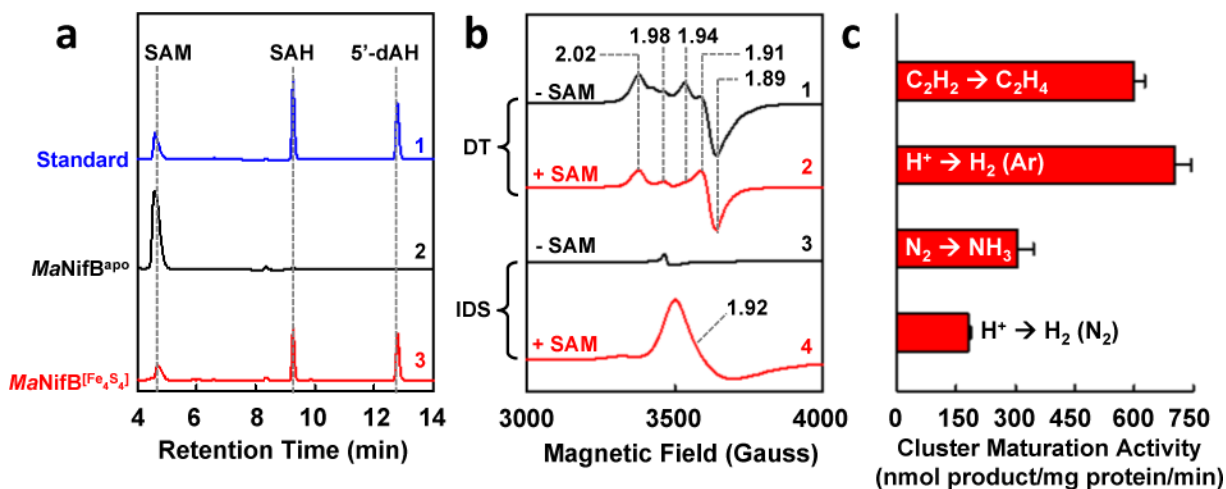 a
SAM
SAH
5'-dAH
Standard
1
MaNifBᵃᵖᵒ
2
MaNifB[Fe₄S₄]
3
4 6 8 10 12 14
Retention Time (min)
b
2.02
1.98
1.94
1.91
1.89
- SAM
1
DT
+ SAM
2
- SAM
3
IDS
+ SAM
1.92
4
3000 3500 4000
Magnetic Field (Gauss)
c
C₂H₂ → C₂H₄
H⁺ → H₂ (Ar)
N₂ → NH₃
H⁺ → H₂ (N₂)
0 150 300 450 600 750
Cluster Maturation Activity
(nmol product/mg protein/min)